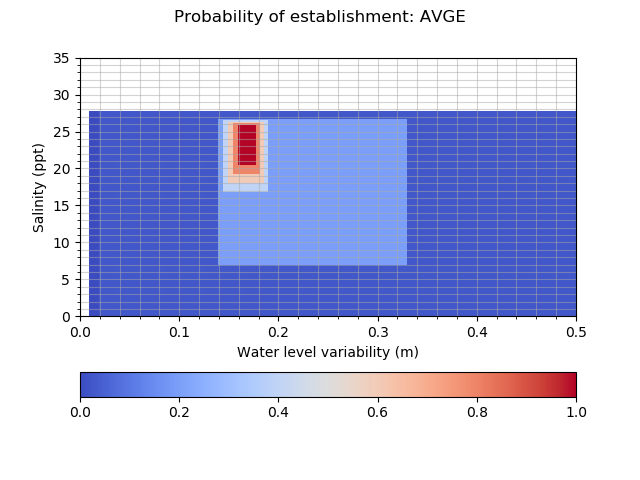 Probability of establishment: AVGE
35
30
25
20
15
10
5
0
Salinity (ppt)
0.0 0.1 0.2 0.3 0.4 0.5
Water level variability (m)
0.0 0.2 0.4 0.6 0.8 1.0